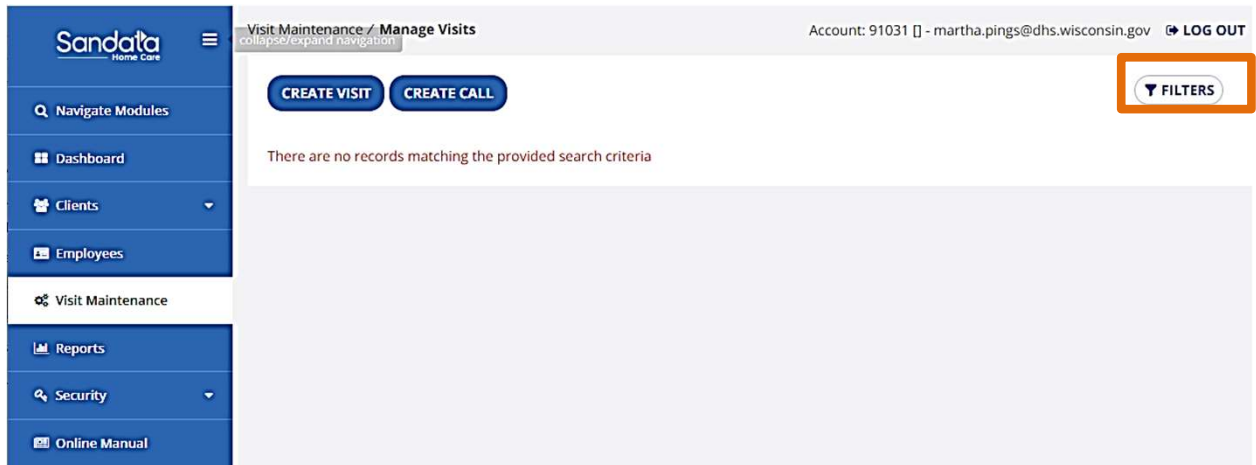 Sandata
Home Care
Navigate Modules
Dashboard
Clients
Employees
Visit Maintenance
Reports
Security
Online Manual
Visit Maintenance / Manage Visits
collapse/expand navigation
Account: 91031 [] - martha.pings@dhs.wisconsin.gov LOG OUT
CREATE VISIT CREATE CALL
FILTERS
There are no records matching the provided search criteria